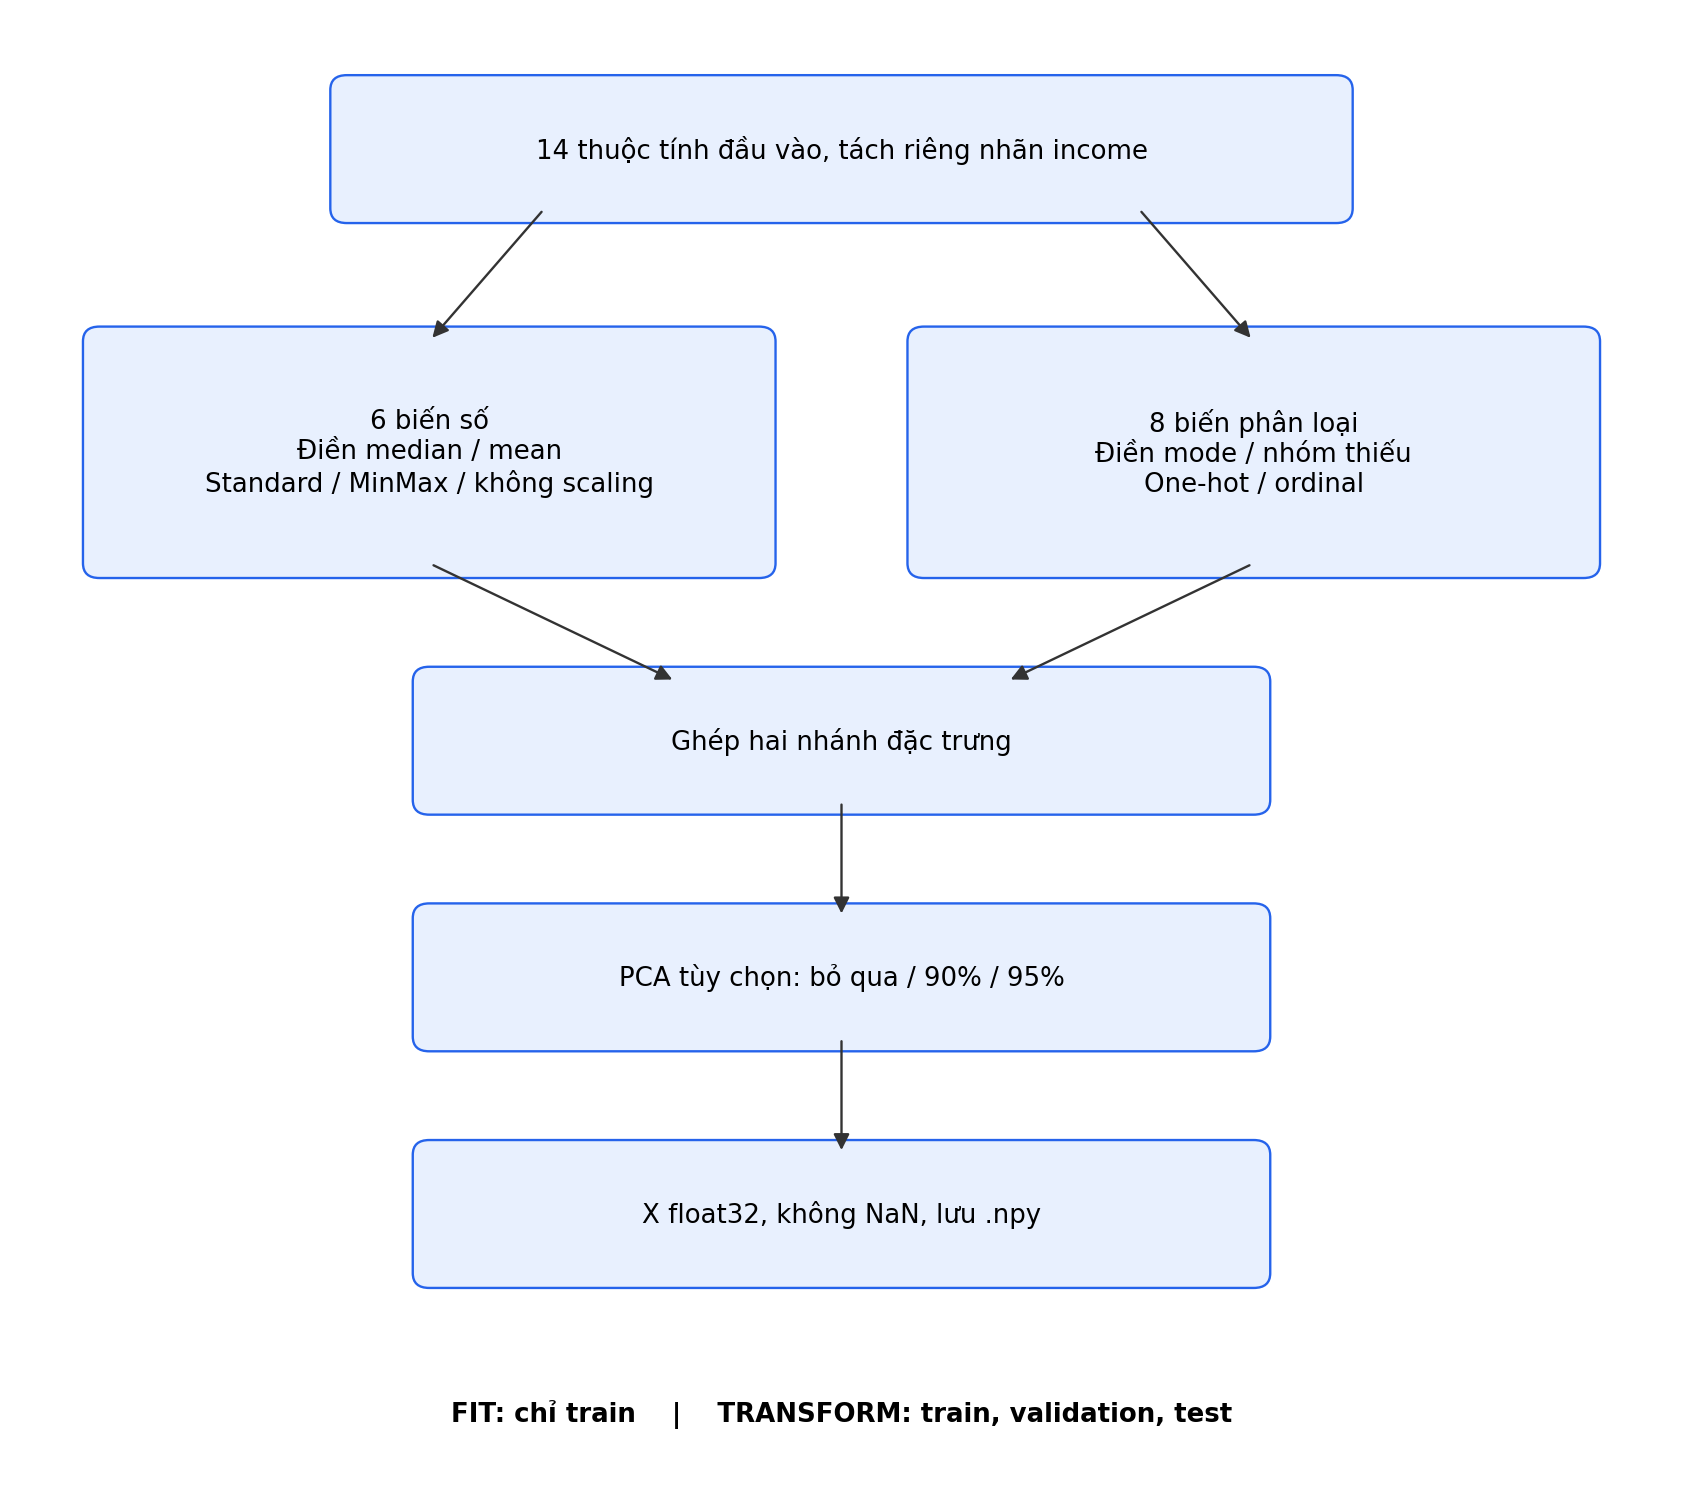 14 thuộc tính đầu vào, tách riêng nhãn income
6 biến số
Điền median / mean
Standard / MinMax / không scaling
8 biến phân loại
Điền mode / nhóm thiếu
One-hot / ordinal
Ghép hai nhánh đặc trưng
PCA tùy chọn: bỏ qua / 90% / 95%
X float32, không NaN, lưu .npy
FIT: chỉ train | TRANSFORM: train, validation, test